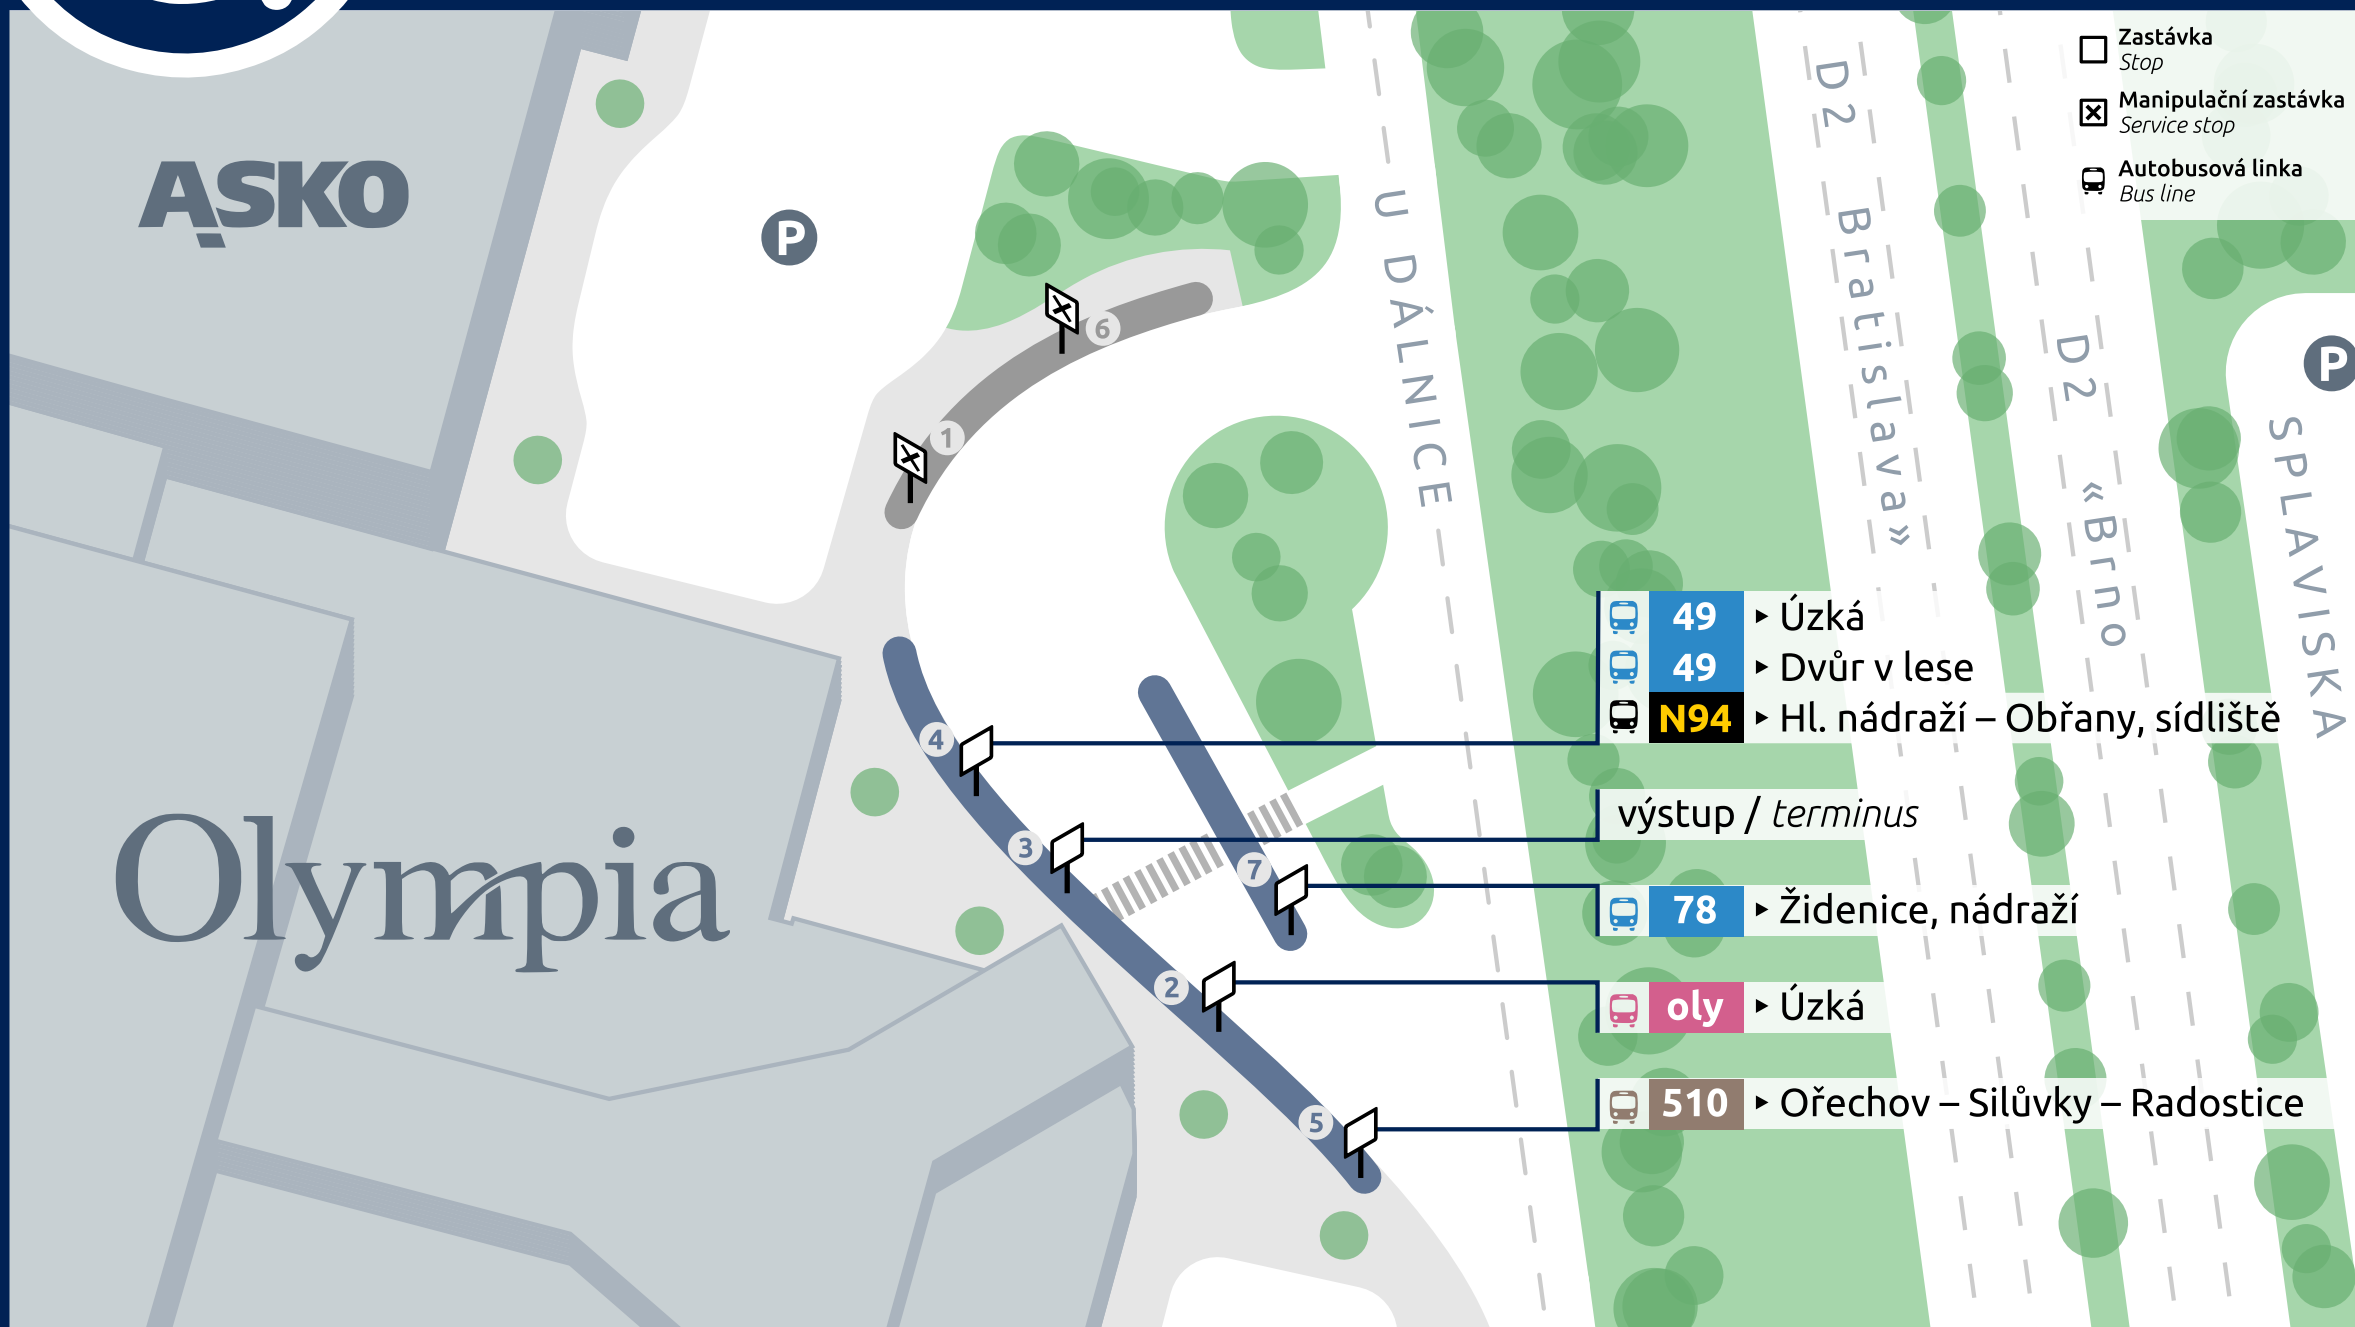 Zastávka
Stop
Manipulační zastávka
Service stop
Autobusová linka
Bus line
ASKO
P
U DÁLNICE
D2 Bratislava»
D2 «Brno
P
SPLAVISKA
6
1
49 ▸ Úzká
49 ▸ Dvůr v lese
N94 ▸ Hl. nádraží – Obřany, sídliště
4
výstup / terminus
3
7
78 ▸ Židenice, nádraží
Olympia
2
oly ▸ Úzká
5
510 ▸ Ořechov – Silůvky – Radostice